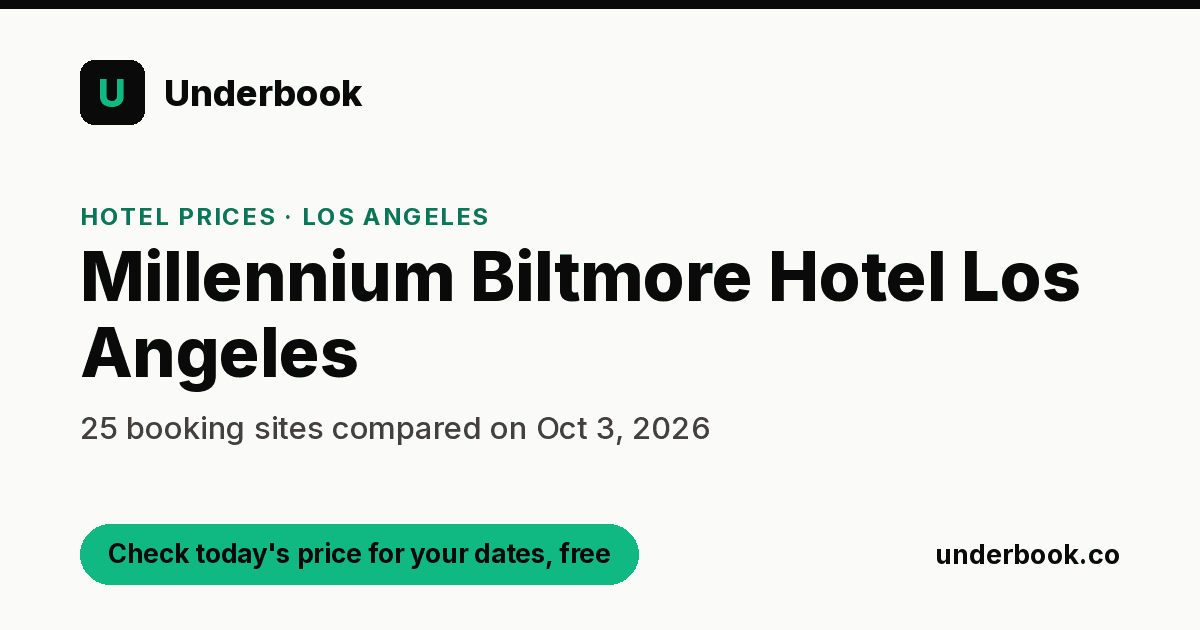 U Underbook
HOTEL PRICES · LOS ANGELES
Millennium Biltmore Hotel Los
Angeles
25 booking sites compared on Oct 3, 2026
Check today's price for your dates, free
underbook.co